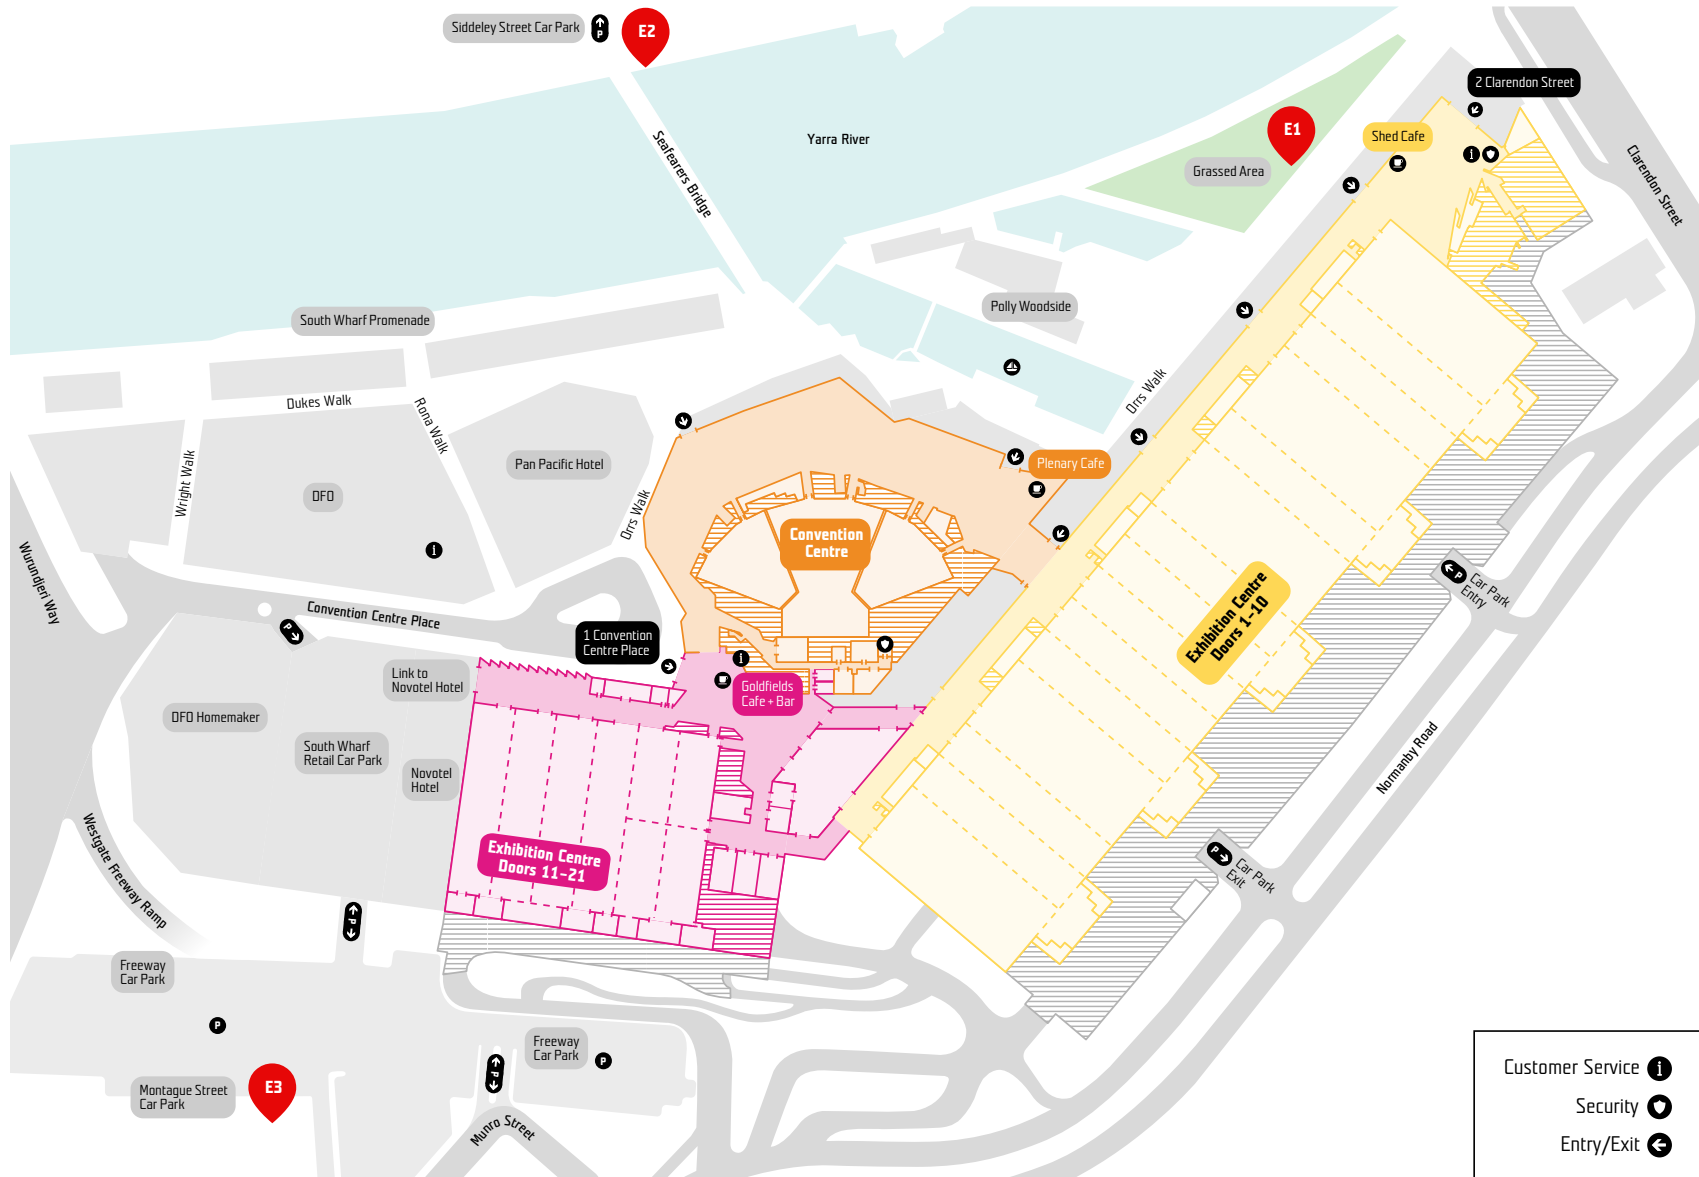 Siddeley Street Car Park
P
E2
Seafearers Bridge
Yarra River
E1
Grassed Area
2 Clarendon Street
Shed Cafe
i
Clarendon Street
South Wharf Promenade
Polly Woodside
Orrs Walk
Dukes Walk
Rona Walk
Wright Walk
Pan Pacific Hotel
DFO
i
Orrs Walk
Plenary Cafe
Convention
Centre
Wurundjeri Way
Convention Centre Place
P
1 Convention
Centre Place
i
Goldfields
Cafe + Bar
Exhibition Centre
Doors 1-10
P
Car Park
Entry
Link to
Novotel Hotel
DFO Homemaker
South Wharf
Retail Car Park
Novotel
Hotel
Normanby Road
Exhibition Centre
Doors 11-21
P
Car Park
Exit
Westgate Freeway Ramp
P
Freeway
Car Park
P
Freeway
Car Park
P
P
Montague Street
Car Park
E3
Munro Street
Customer Service i
Security
Entry/Exit